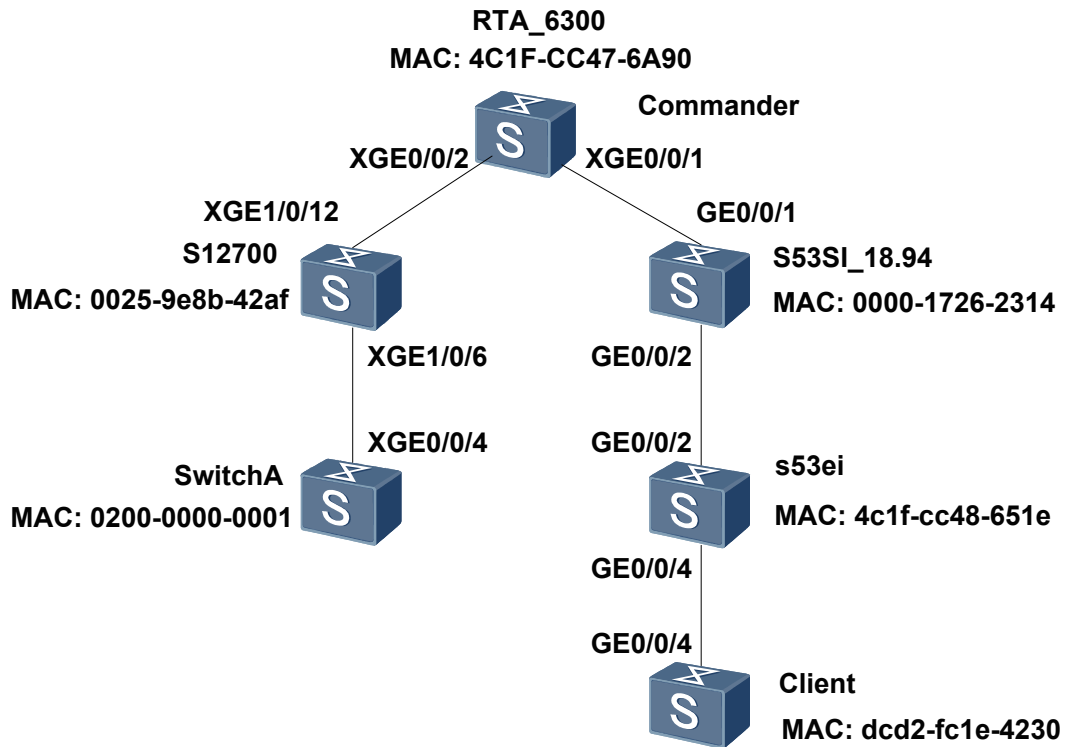 RTA_6300
MAC: 4C1F-CC47-6A90
Commander
S
XGE0/0/2
XGE0/0/1
XGE1/0/12
GE0/0/1
S12700
S53SI_18.94
S
S
MAC: 0025-9e8b-42af
MAC: 0000-1726-2314
XGE1/0/6
GE0/0/2
XGE0/0/4
GE0/0/2
SwitchA
s53ei
S
S
MAC: 0200-0000-0001
MAC: 4c1f-cc48-651e
GE0/0/4
GE0/0/4
Client
S
MAC: dcd2-fc1e-4230